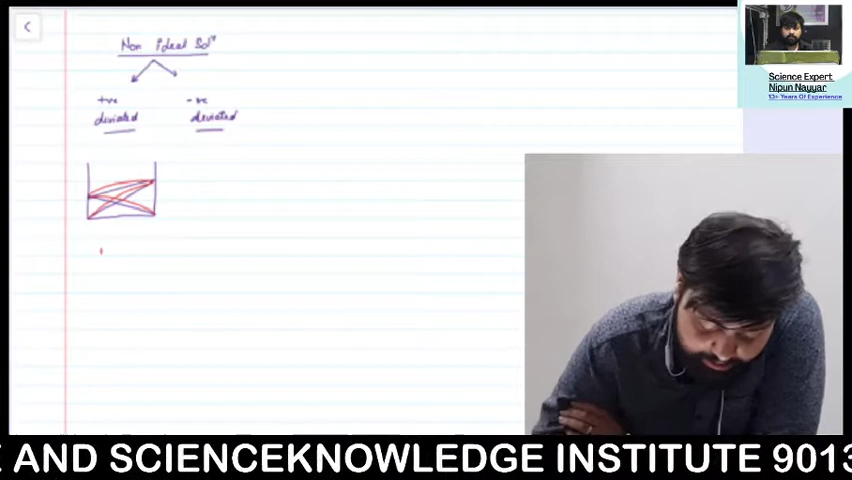 Non ideal Solⁿ
+ve
-ve
deviated
deviated
Science Expert
Nipun Nayyar
13+ Years Of Experience
E AND SCIENCEKNOWLEDGE INSTITUTE 9013